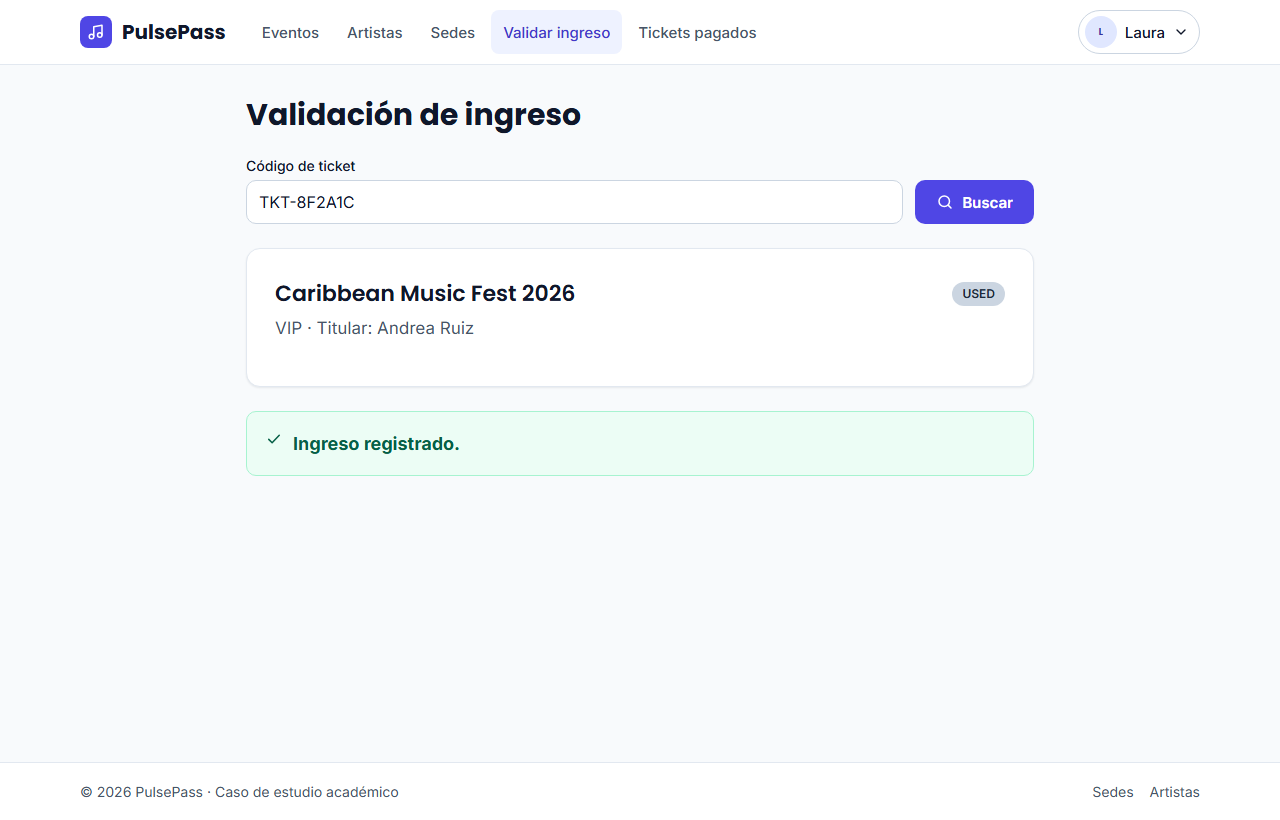 PulsePass
Eventos
Artistas
Sedes
Validar ingreso
Tickets pagados
L
Laura
Validación de ingreso
Código de ticket
TKT-8F2A1C
Buscar
Caribbean Music Fest 2026
USED
VIP · Titular: Andrea Ruiz
Ingreso registrado.
© 2026 PulsePass · Caso de estudio académico
Sedes
Artistas